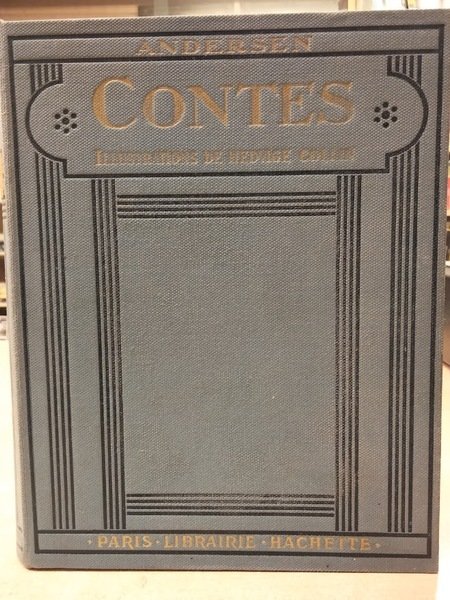 ANDERSEN
CONTES
ILLUSTRATIONS DE HEDVIGE COLLIN
· PARIS · LIBRAIRIE · HACHETTE ·